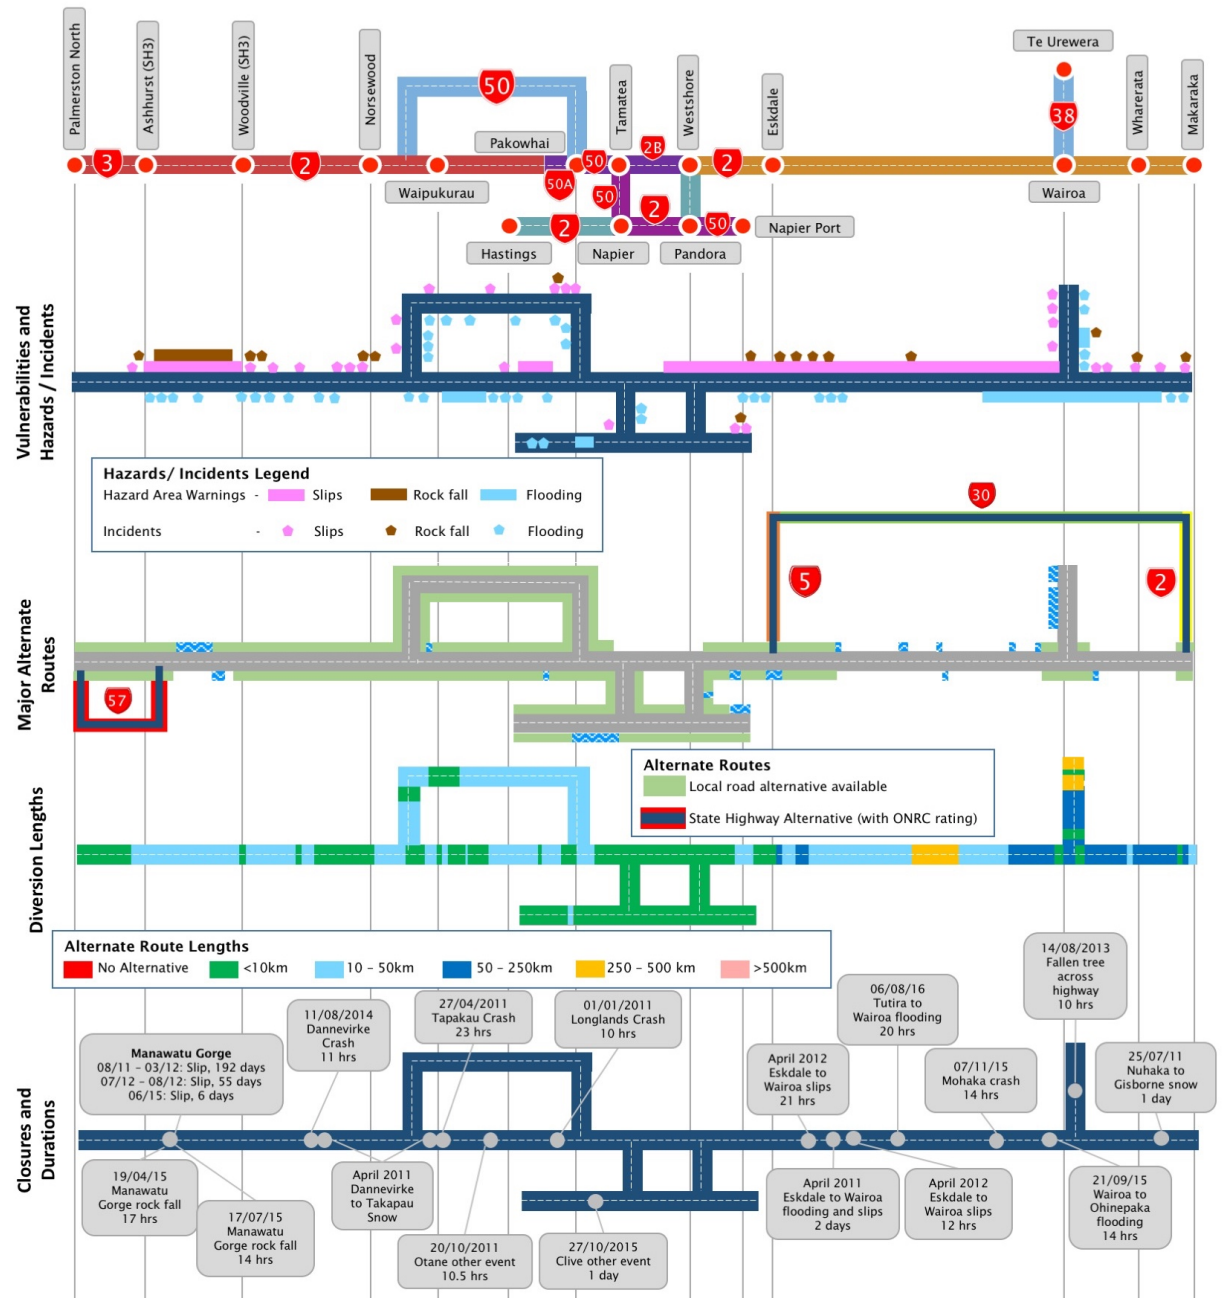 Palmerston North
Ashhurst (SH3)
Woodville (SH3)
Norsewood
Tamatea
Westshore
Eskdale
Te Urewera
Wharerata
Makaraka
50
38
Pakowhai
3
2
50
2B
2
50A
50
2
50
2
Waipukurau
Wairoa
Hastings
Napier
Pandora
Napier Port
Vulnerabilities and
Hazards / Incidents
Hazards/ Incidents Legend
Hazard Area Warnings - Slips Rock fall Flooding
Incidents - Slips Rock fall Flooding
Major Alternate
Routes
30
5
2
57
Alternate Routes
Local road alternative available
State Highway Alternative (with ONRC rating)
Diversion Lengths
Alternate Route Lengths
No Alternative <10km 10 – 50km 50 – 250km 250 – 500 km >500km
Closures and
Durations
Manawatu Gorge
08/11 – 03/12: Slip, 192 days
07/12 – 08/12: Slip, 55 days
06/15: Slip, 6 days
11/08/2014
Dannevirke
Crash
11 hrs
27/04/2011
Tapakau Crash
23 hrs
01/01/2011
Longlands Crash
10 hrs
April 2012
Eskdale to
Wairoa slips
21 hrs
06/08/16
Tutira to
Wairoa flooding
20 hrs
07/11/15
Mohaka crash
14 hrs
14/08/2013
Fallen tree
across
highway
10 hrs
25/07/11
Nuhaka to
Gisborne snow
1 day
19/04/15
Manawatu
Gorge rock fall
17 hrs
17/07/15
Manawatu
Gorge rock fall
14 hrs
April 2011
Dannevirke
to Takapau
Snow
20/10/2011
Otane other event
10.5 hrs
27/10/2015
Clive other event
1 day
April 2011
Eskdale to Wairoa
flooding and slips
2 days
April 2012
Eskdale to
Wairoa slips
12 hrs
21/09/15
Wairoa to
Ohinepaka
flooding
14 hrs